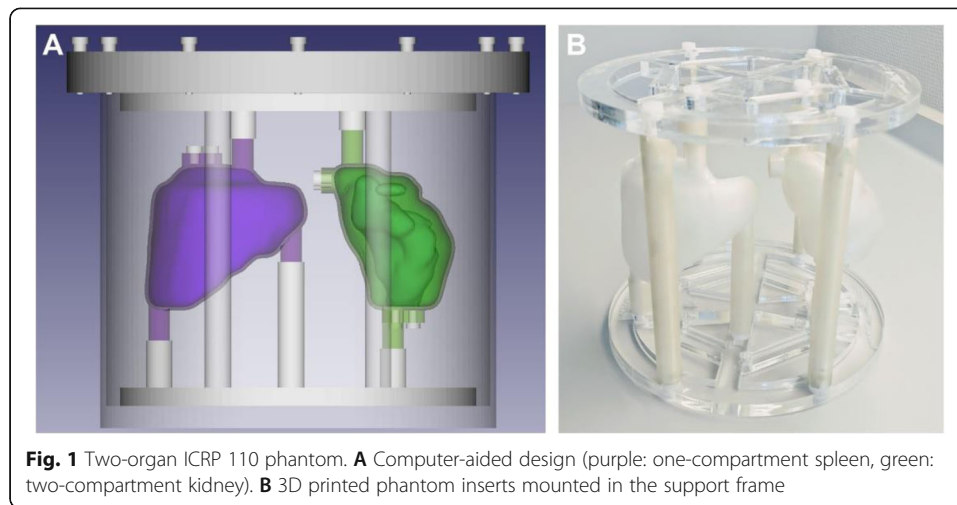 A
B
Fig. 1 Two-organ ICRP 110 phantom. A Computer-aided design (purple: one-compartment spleen, green:
two-compartment kidney). B 3D printed phantom inserts mounted in the support frame